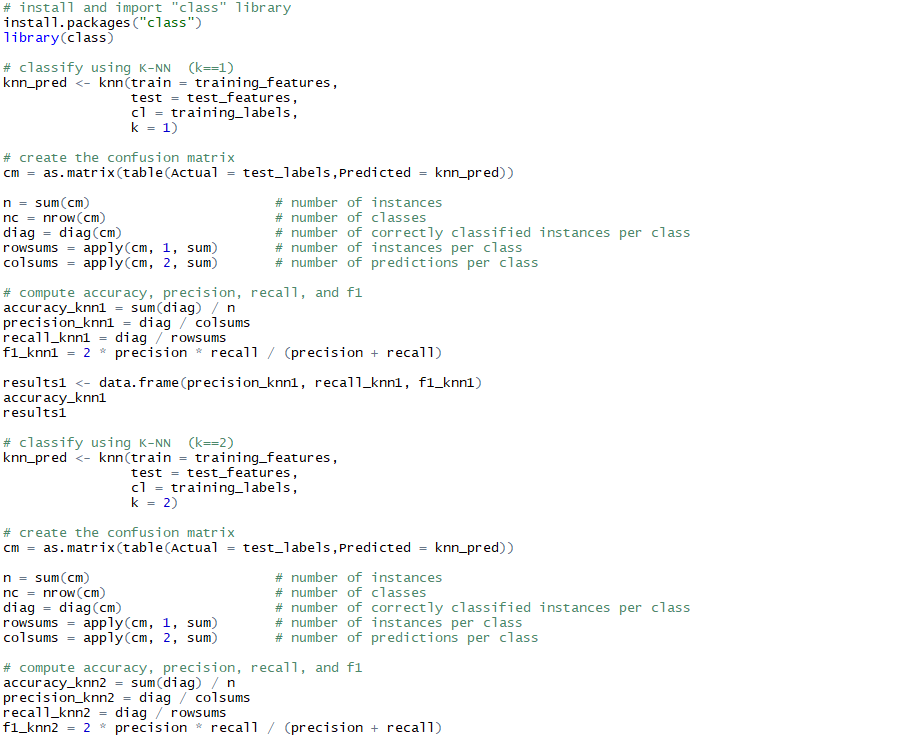 # install and import "class" library
install.packages("class")
library(class)
# classify using K-NN  (k==1)
knn_pred <- knn(train = training_features,
                test = test_features,
                cl = training_labels,
                k = 1)
# create the confusion matrix
cm = as.matrix(table(Actual = test_labels,Predicted = knn_pred))
n = sum(cm)                       # number of instances
nc = nrow(cm)                     # number of classes
diag = diag(cm)                   # number of correctly classified instances per class
rowsums = apply(cm, 1, sum)       # number of instances per class
colsums = apply(cm, 2, sum)       # number of predictions per class
# compute accuracy, precision, recall, and f1
accuracy_knn1 = sum(diag) / n
precision_knn1 = diag / colsums
recall_knn1 = diag / rowsums
f1_knn1 = 2 * precision * recall / (precision + recall)
results1 <- data.frame(precision_knn1, recall_knn1, f1_knn1)
accuracy_knn1
results1
# classify using K-NN  (k==2)
knn_pred <- knn(train = training_features,
                test = test_features,
                cl = training_labels,
                k = 2)
# create the confusion matrix
cm = as.matrix(table(Actual = test_labels,Predicted = knn_pred))
n = sum(cm)                       # number of instances
nc = nrow(cm)                     # number of classes
diag = diag(cm)                   # number of correctly classified instances per class
rowsums = apply(cm, 1, sum)       # number of instances per class
colsums = apply(cm, 2, sum)       # number of predictions per class
# compute accuracy, precision, recall, and f1
accuracy_knn2 = sum(diag) / n
precision_knn2 = diag / colsums
recall_knn2 = diag / rowsums
f1_knn2 = 2 * precision * recall / (precision + recall)